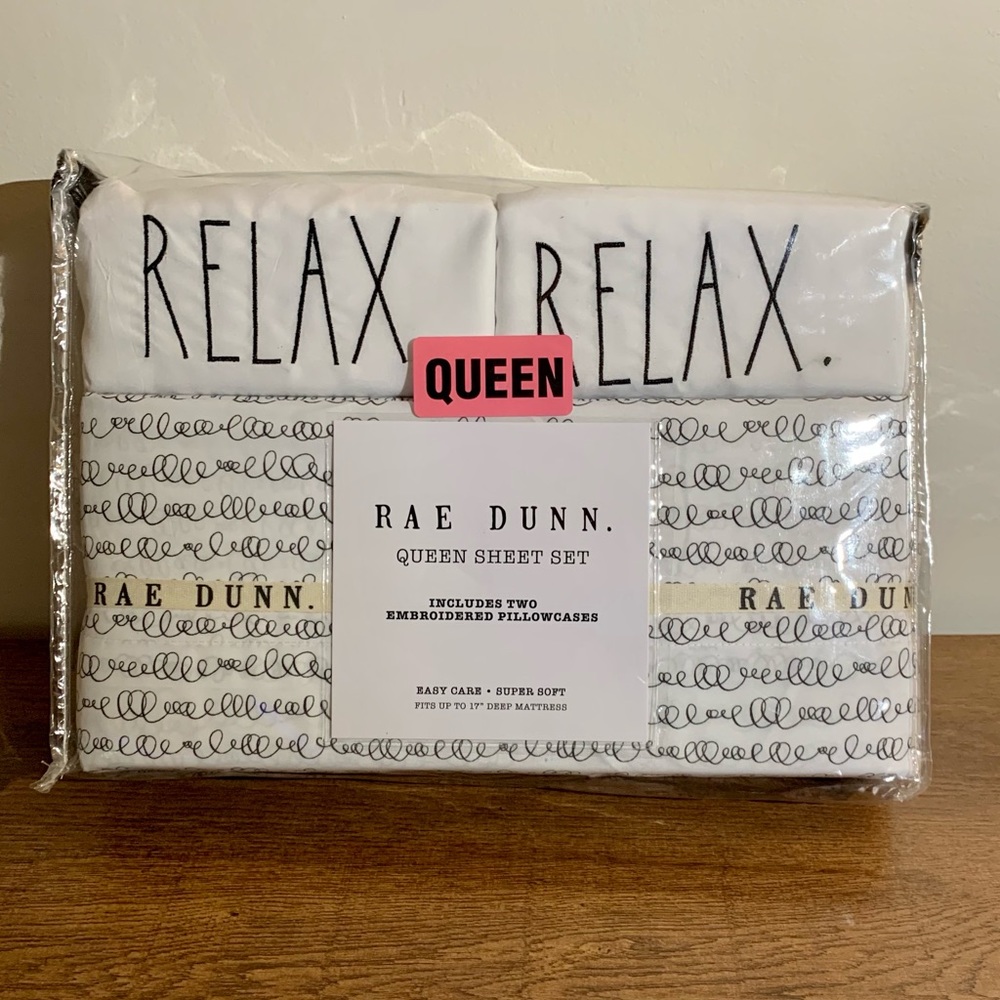 RELAX
RELAX.
QUEEN
RAE DUNN.
QUEEN SHEET SET
INCLUDES TWO
EMBROIDERED PILLOWCASES
RAE DUNN.
RAE DUN
EASY CARE • SUPER SOFT
FITS UP TO 17" DEEP MATTRESS